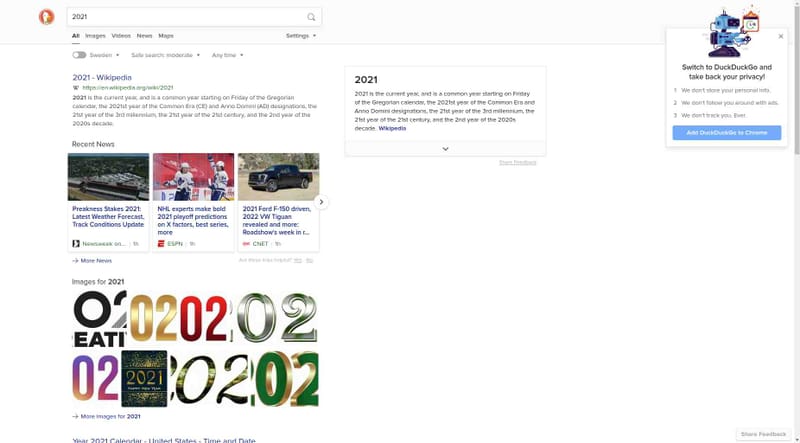 2021
All Images Videos News Maps Settings
Sweden Safe search: moderate Any time
2021 - Wikipedia
https://en.wikipedia.org/wiki/2021
2021 is the current year, and is a common year starting on Friday of the Gregorian
calendar, the 2021st year of the Common Era (CE) and Anno Domini (AD) designations, the
21st year of the 3rd millennium, the 21st year of the 21st century, and the 2nd year of the
2020s decade.
Recent News
Preakness Stakes 2021:
Latest Weather Forecast,
Track Conditions Update
Newsweek on... 1h
NHL experts make bold
2021 playoff predictions
on X factors, best series,
more
ESPN 1h
2021 Ford F-150 driven,
2022 VW Tiguan
revealed and more:
Roadshow's week in r...
CNET 1h
→ More News
Are these links helpful? Yes No
Images for 2021
O2
EATI
02 02
202
02
2021
HAPPY NEW YEAR
202
202
→ More Images for 2021
Year 2021 Calendar - United States - Time and Date
2021
2021 is the current year, and is a common year starting on Friday of
the Gregorian calendar, the 2021st year of the Common Era and
Anno Domini designations, the 21st year of the 3rd millennium, the
21st year of the 21st century, and the 2nd year of the 2020s
decade. Wikipedia
Share Feedback
Switch to DuckDuckGo and
take back your privacy!
1 We don't store your personal info.
2 We don't follow you around with ads.
3 We don't track you. Ever.
Add DuckDuckGo to Chrome
Share Feedback